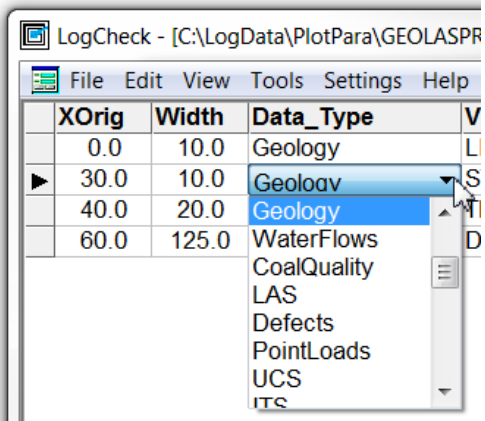 LogCheck - [C:\LogData\PlotPara\GEOLASPR
File Edit View Tools Settings Help
XOrig Width Data_Type V
0.0 10.0 Geology
30.0 10.0 Geology S
40.0 20.0 Geology
60.0 125.0 WaterFlows D
CoalQuality
LAS
Defects
PointLoads
UCS
ITS